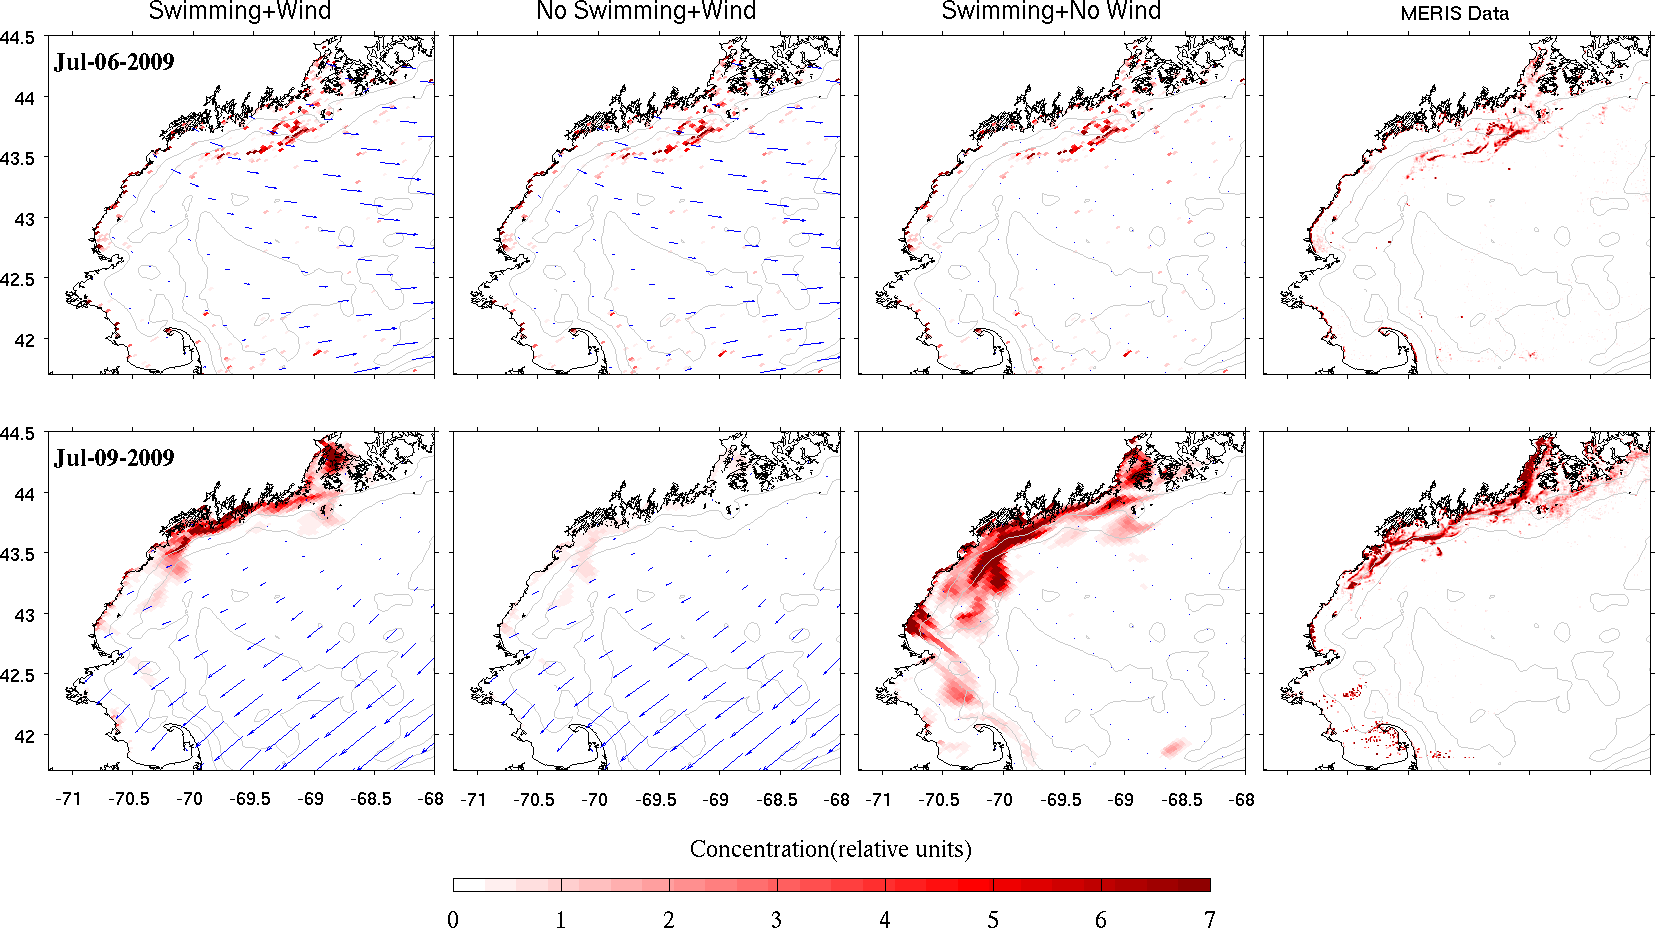 Swimming+Wind No Swimming+Wind Swimming+No Wind MERIS Data
44.5
Jul-06-2009
44
43.5
43
42.5
42
44.5
Jul-09-2009
44
43.5
43
42.5
42
-71 -70.5 -70 -69.5 -69 -68.5 -68 -71 -70.5 -70 -69.5 -69 -68.5 -68 -71 -70.5 -70 -69.5 -69 -68.5 -68
Concentration(relative units)
0 1 2 3 4 5 6 7